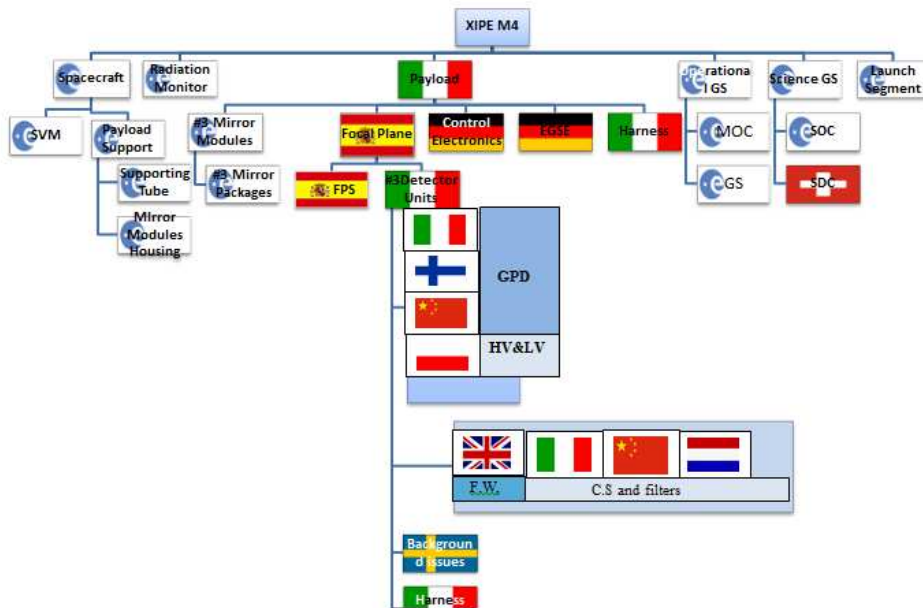 XIPE M4
Spacecraft
Radiation
Monitor
Payload
Operationa
l GS
Science GS
Launch
Segment
SVM
Payload
Support
#3 Mirror
Modules
Focal Plane
Control
Electronics
EGSE
Harness
MOC
SOC
Supporting
Tube
#3 Mirror
Packages
FPS
#3Detector
Units
GS
SDC
Mirror
Modules
Housing
GPD
HV&LV
F.W.
C.S and filters
Backgroun
d issues
Harness